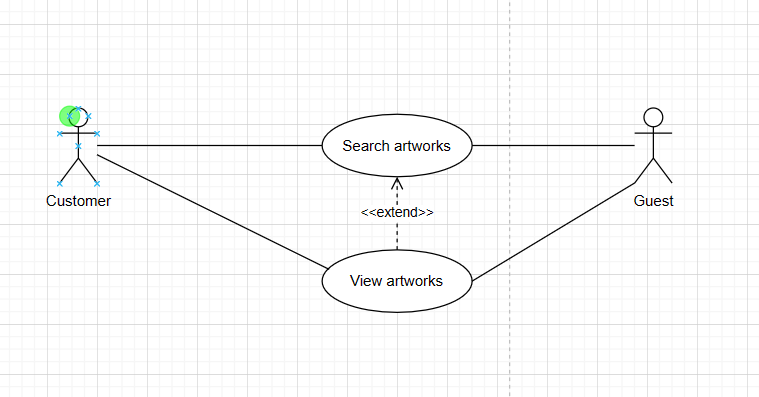 Search artworks
<<extend>>
Customer
Guest
View artworks